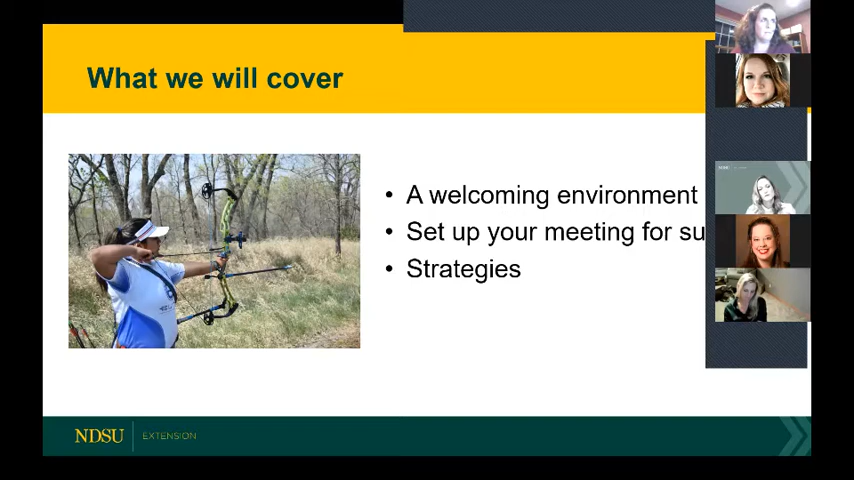 What we will cover
• A welcoming environment
• Set up your meeting for su
• Strategies
NDSU EXTENSION